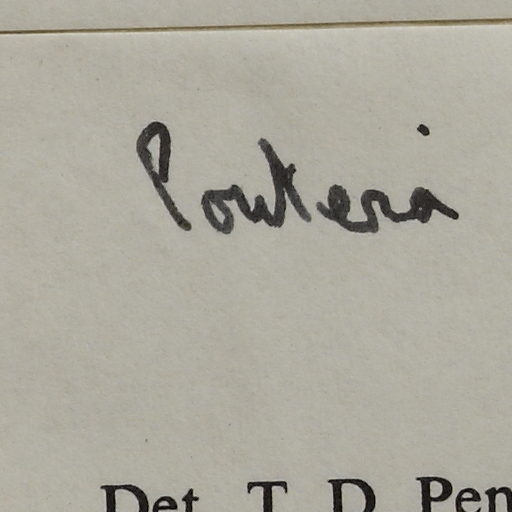 Pouteria
Det. T. D. Pen